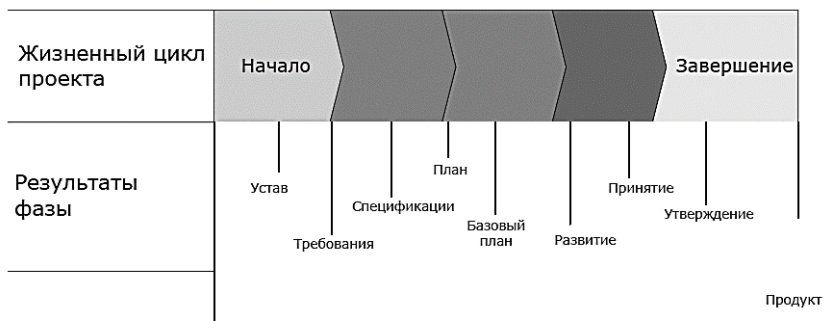 Жизненный цикл
проекта
Начало
Завершение
Результаты
фазы
Устав
Требования
Спецификации
План
Базовый
план
Развитие
Принятие
Утверждение
Продукт